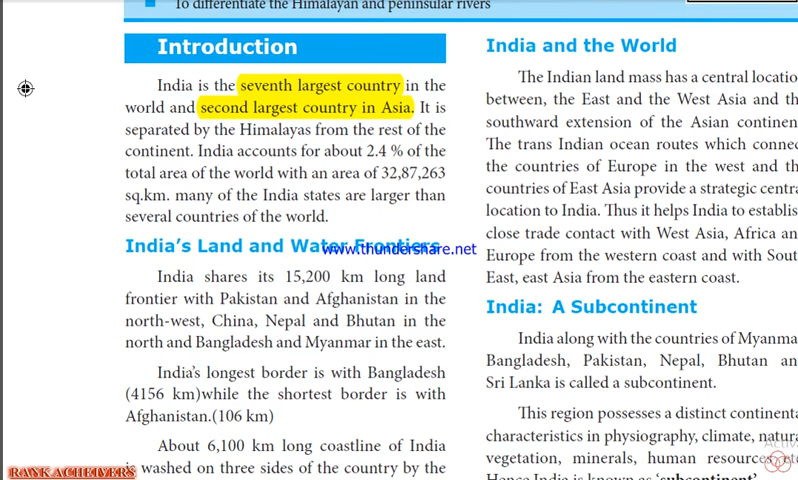 To differentiate the Himalayan and peninsular rivers
Introduction
India is the seventh largest country in the
world and second largest country in Asia. It is
separated by the Himalayas from the rest of the
continent. India accounts for about 2.4 % of the
total area of the world with an area of 32,87,263
sq.km. many of the India states are larger than
several countries of the world.
India's Land and Water Frontiers
www.thundershare.net
India shares its 15,200 km long land
frontier with Pakistan and Afghanistan in the
north-west, China, Nepal and Bhutan in the
north and Bangladesh and Myanmar in the east.
India's longest border is with Bangladesh
(4156 km)while the shortest border is with
Afghanistan.(106 km)
About 6,100 km long coastline of India
washed on three sides of the country by the
RANK ACHEIVERS
India and the World
The Indian land mass has a central locatio
between, the East and the West Asia and th
southward extension of the Asian continen
The trans Indian ocean routes which connec
the countries of Europe in the west and th
countries of East Asia provide a strategic centra
location to India. Thus it helps India to establis
close trade contact with West Asia, Africa an
Europe from the western coast and with Sout
East, east Asia from the eastern coast.
India: A Subcontinent
India along with the countries of Myanma
Bangladesh, Pakistan, Nepal, Bhutan an
Sri Lanka is called a subcontinent.
This region possesses a distinct continenta
characteristics in physiography, climate, natura
vegetation, minerals, human resources etc
Hence India is known as 'subcontinent'
Activa